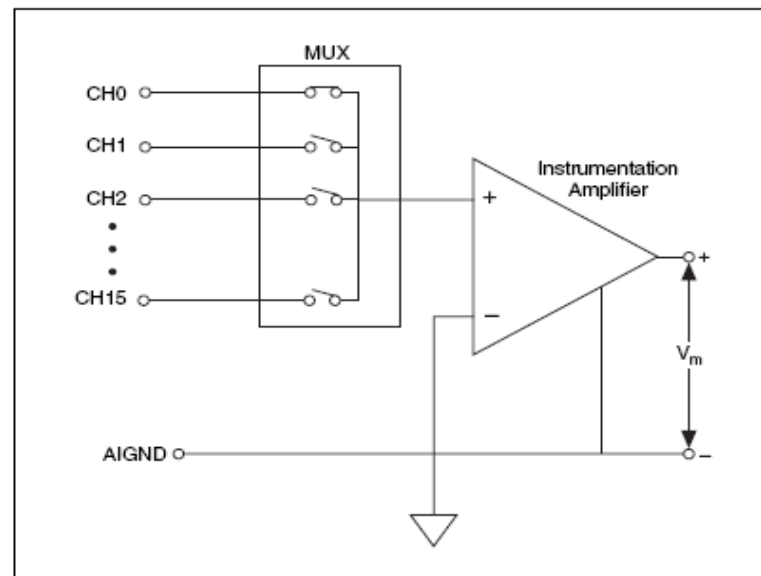 MUX
CH0
CH1
CH2
CH15
Instrumentation
Amplifier
+
−
+
Vm
−
AIGND